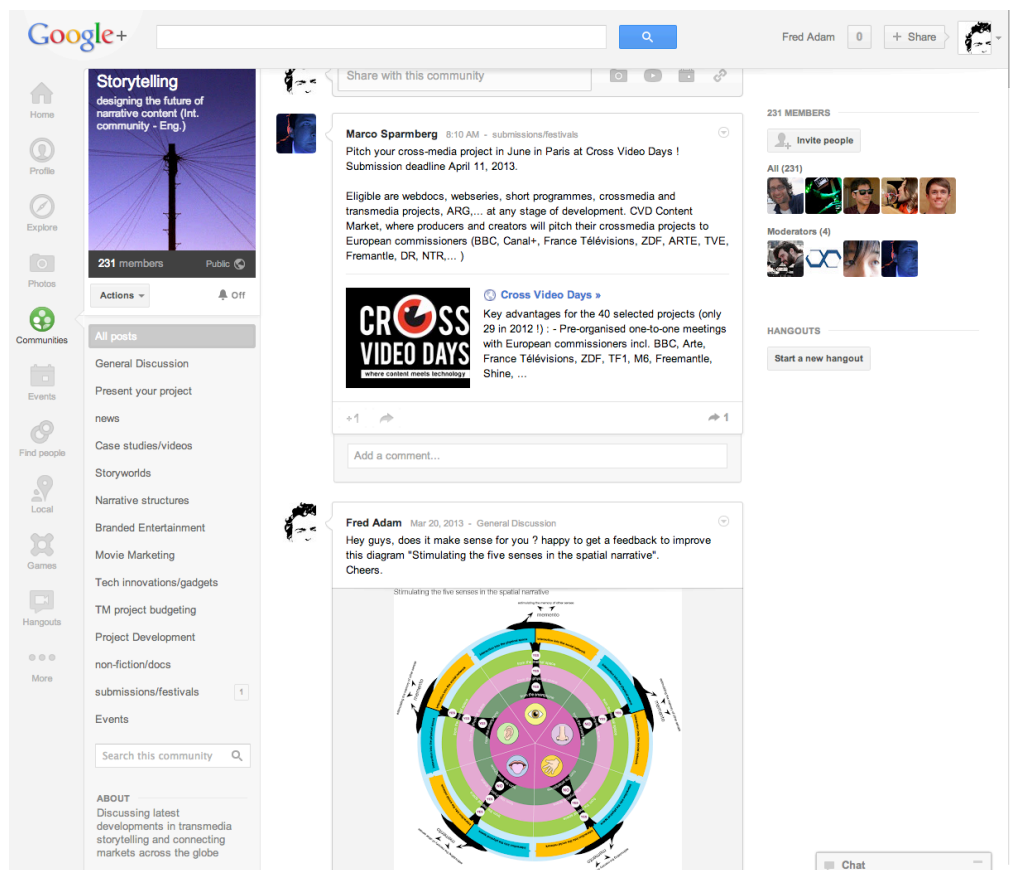 Google+
Fred Adam
0
+ Share
Home
Profile
Explore
Photos
Communities
Events
Find people
Local
Games
Hangouts
More
Storytelling
designing the future of
narrative content (Int.
community - Eng.)
231 members
Public
Actions
Off
All posts
General Discussion
Present your project
news
Case studies/videos
Storyworlds
Narrative structures
Branded Entertainment
Movie Marketing
Tech innovations/gadgets
TM project budgeting
Project Development
non-fiction/docs
submissions/festivals 1
Events
Search this community
ABOUT
Discussing latest
developments in transmedia
storytelling and connecting
markets across the globe
Share with this community
Marco Sparmberg 8:10 AM - submissions/festivals
Pitch your cross-media project in June in Paris at Cross Video Days !
Submission deadline April 11, 2013.
Eligible are webdocs, webseries, short programmes, crossmedia and
transmedia projects, ARG,... at any stage of development. CVD Content
Market, where producers and creators will pitch their crossmedia projects to
European commissioners (BBC, Canal+, France Télévisions, ZDF, ARTE, TVE,
Fremantle, DR, NTR,... )
CROSS
VIDEO DAYS
where content meets technology
Cross Video Days »
Key advantages for the 40 selected projects (only
29 in 2012 !) : - Pre-organised one-to-one meetings
with European commissioners incl. BBC, Arte,
France Télévisions, ZDF, TF1, M6, Freemantle,
Shine, ...
+1
1
Add a comment...
Fred Adam Mar 20, 2013 - General Discussion
Hey guys, does it make sense for you ? happy to get a feedback to improve
this diagram "Stimulating the five senses in the spatial narrative".
Cheers.
Stimulating the five senses in the spatial narrative
memento
YES
YES
YES
NO
NO
231 MEMBERS
Invite people
All (231)
Moderators (4)
HANGOUTS
Start a new hangout
Chat